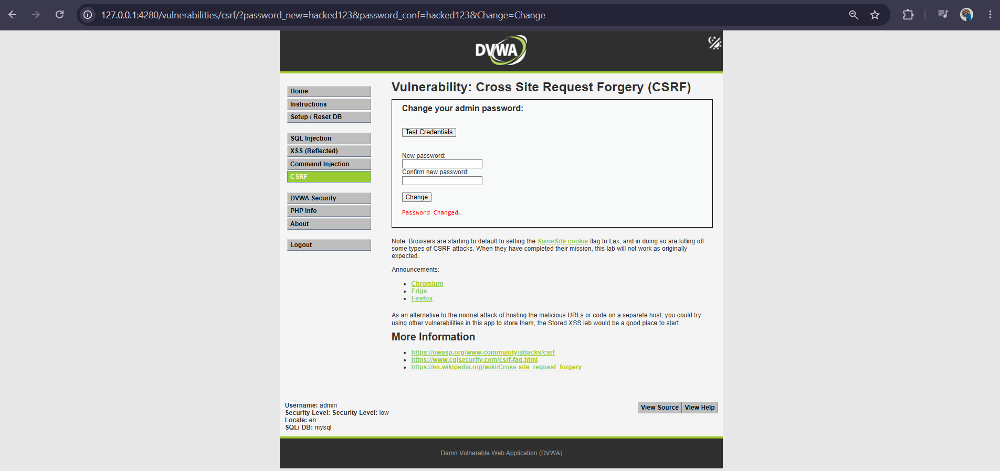 127.0.0.1:4280/vulnerabilities/csrf/?password_new=hacked123&password_conf=hacked123&Change=Change
DVWA
Home
Instructions
Setup / Reset DB
SQL Injection
XSS (Reflected)
Command Injection
CSRF
DVWA Security
PHP Info
About
Logout
Vulnerability: Cross Site Request Forgery (CSRF)
Change your admin password:
Test Credentials
New password:
Confirm new password:
Change
Password Changed.
Note: Browsers are starting to default to setting the SameSite cookie flag to Lax, and in doing so are killing off
some types of CSRF attacks. When they have completed their mission, this lab will not work as originally
expected.
Announcements:
Chromium
Edge
Firefox
As an alternative to the normal attack of hosting the malicious URLs or code on a separate host, you could try
using other vulnerabilities in this app to store them, the Stored XSS lab would be a good place to start.
More Information
https://owasp.org/www-community/attacks/csrf
https://www.cgisecurity.com/csrf-faq.html
https://en.wikipedia.org/wiki/Cross-site_request_forgery
Username: admin
Security Level: Security Level: low
Locale: en
SQLi DB: mysql
View Source
View Help
Damn Vulnerable Web Application (DVWA)